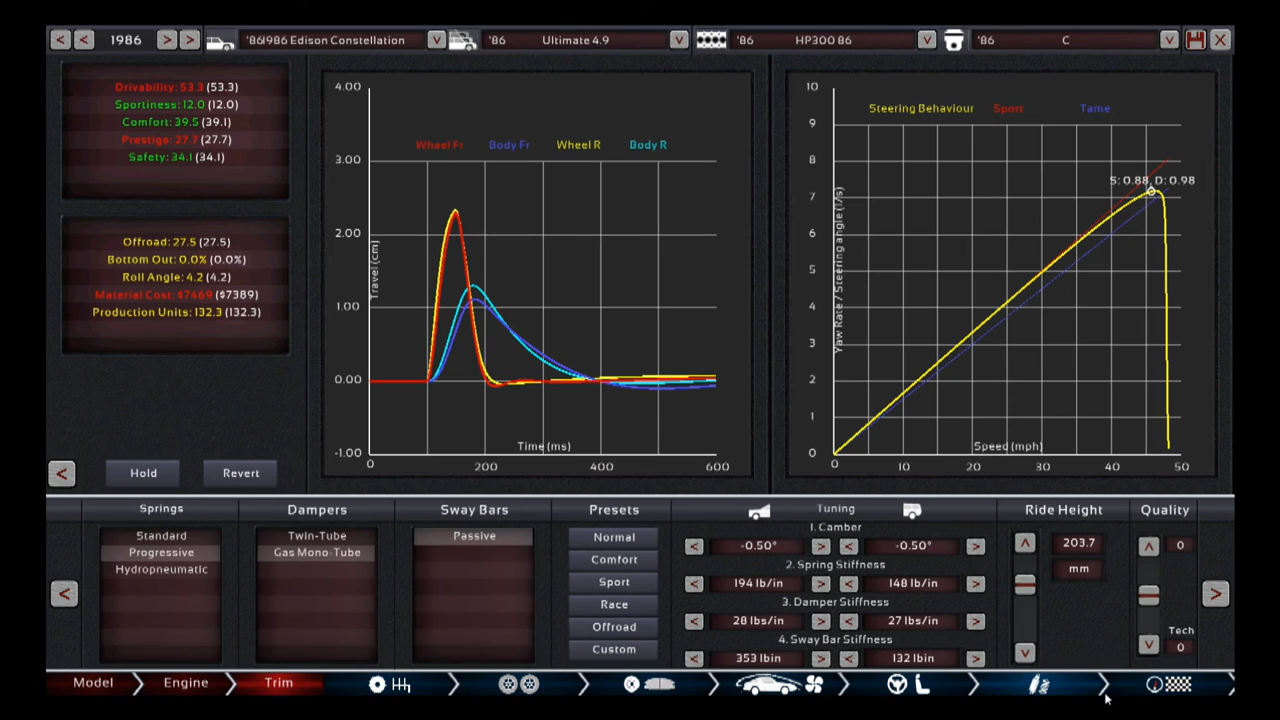 < < 1986 > > '86 1986 Edison Constellation '86 Ultimate 4.9 '86 HP300 86 '86 C
Drivability: 53.3 (53.3)
Sportiness: 12.0 (12.0)
Comfort: 39.5 (39.1)
Prestige: 27.7 (27.7)
Safety: 34.1 (34.1)
Offroad: 27.5 (27.5)
Bottom Out: 0.0% (0.0%)
Roll Angle: 4.2 (4.2)
Material Cost: $7469 ($7389)
Production Units: 132.3 (132.3)
< Hold Revert
4.00
3.00
2.00
1.00
0.00
-1.00
Wheel Fr Body Fr Wheel R Body R
Travel (cm)
Time (ms)
0 200 400 600
10
9
8
7
6
5
4
3
2
1
0
Steering Behaviour Sport Tame
S: 0.88, D: 0.98
Yaw Rate / Steering angle (1/s)
Speed (mph)
0 10 20 30 40 50
Springs
Standard
Progressive
Hydropneumatic
Dampers
Twin-Tube
Gas Mono-Tube
Sway Bars
Passive
Presets
Normal
Comfort
Sport
Race
Offroad
Custom
Tuning
1. Camber
< -0.50° > < -0.50° >
2. Spring Stiffness
< 194 lb/in > < 148 lb/in >
3. Damper Stiffness
< 28 lbs/in > < 27 lbs/in >
4. Sway Bar Stiffness
< 353 lbin > < 132 lbin >
Ride Height
203.7
mm
Quality
0
Tech
0
Model Engine Trim